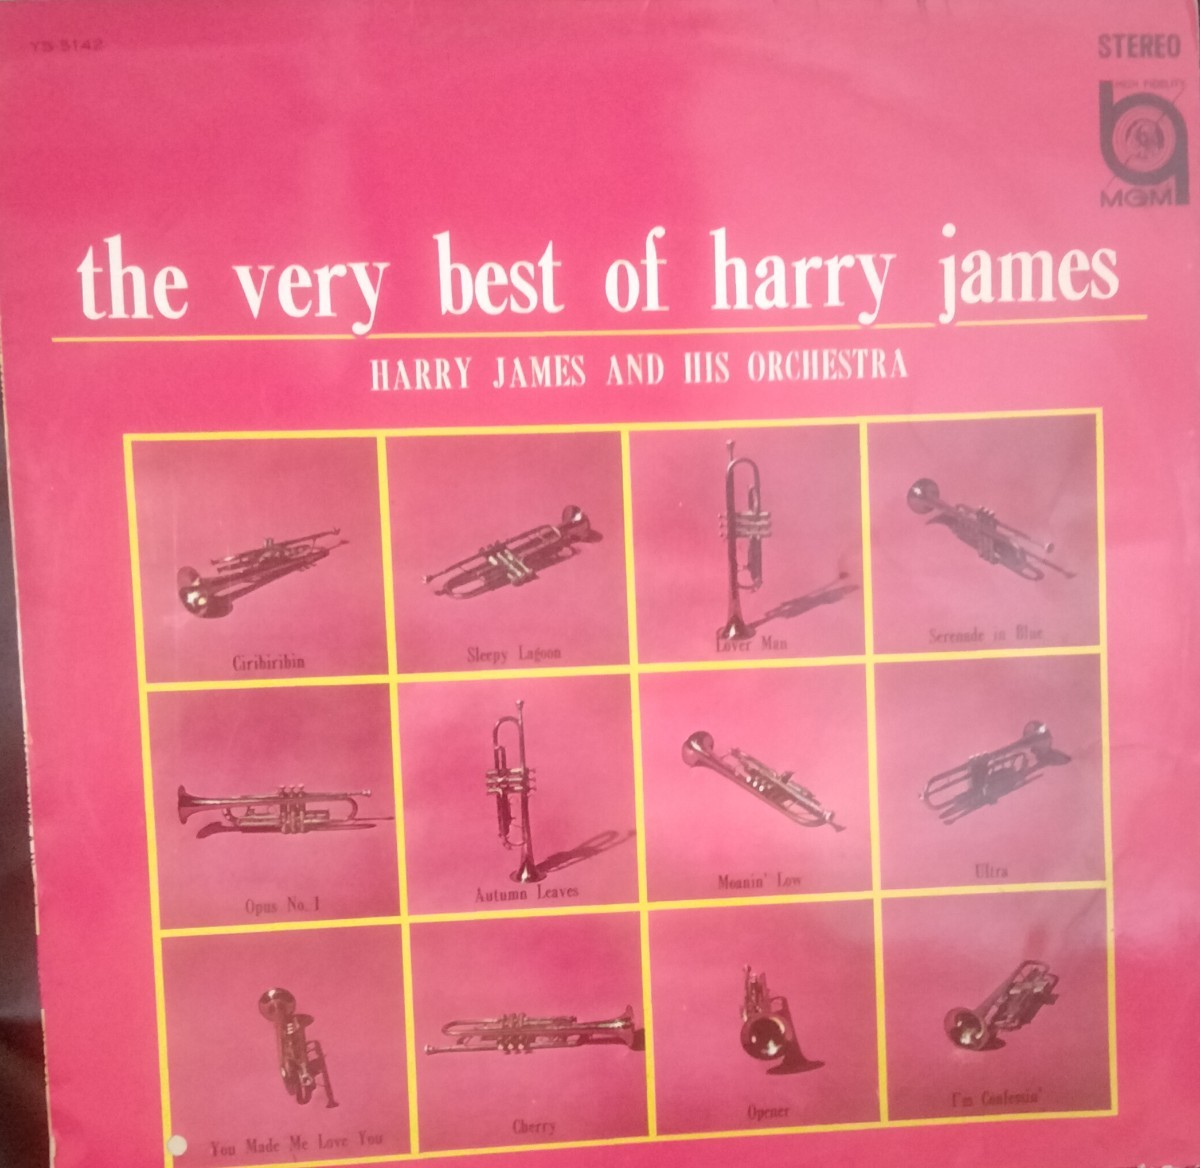 YS-5142
STEREO
HIGH FIDELITY
MGM
the very best of harry james
HARRY JAMES AND HIS ORCHESTRA
Ciribiribin
Sleepy Lagoon
Lover Man
Serenade in Blue
Opus No. 1
Autumn Leaves
Moanin' Low
Ultra
You Made Me Love You
Cherry
Opener
I'm Confessin'